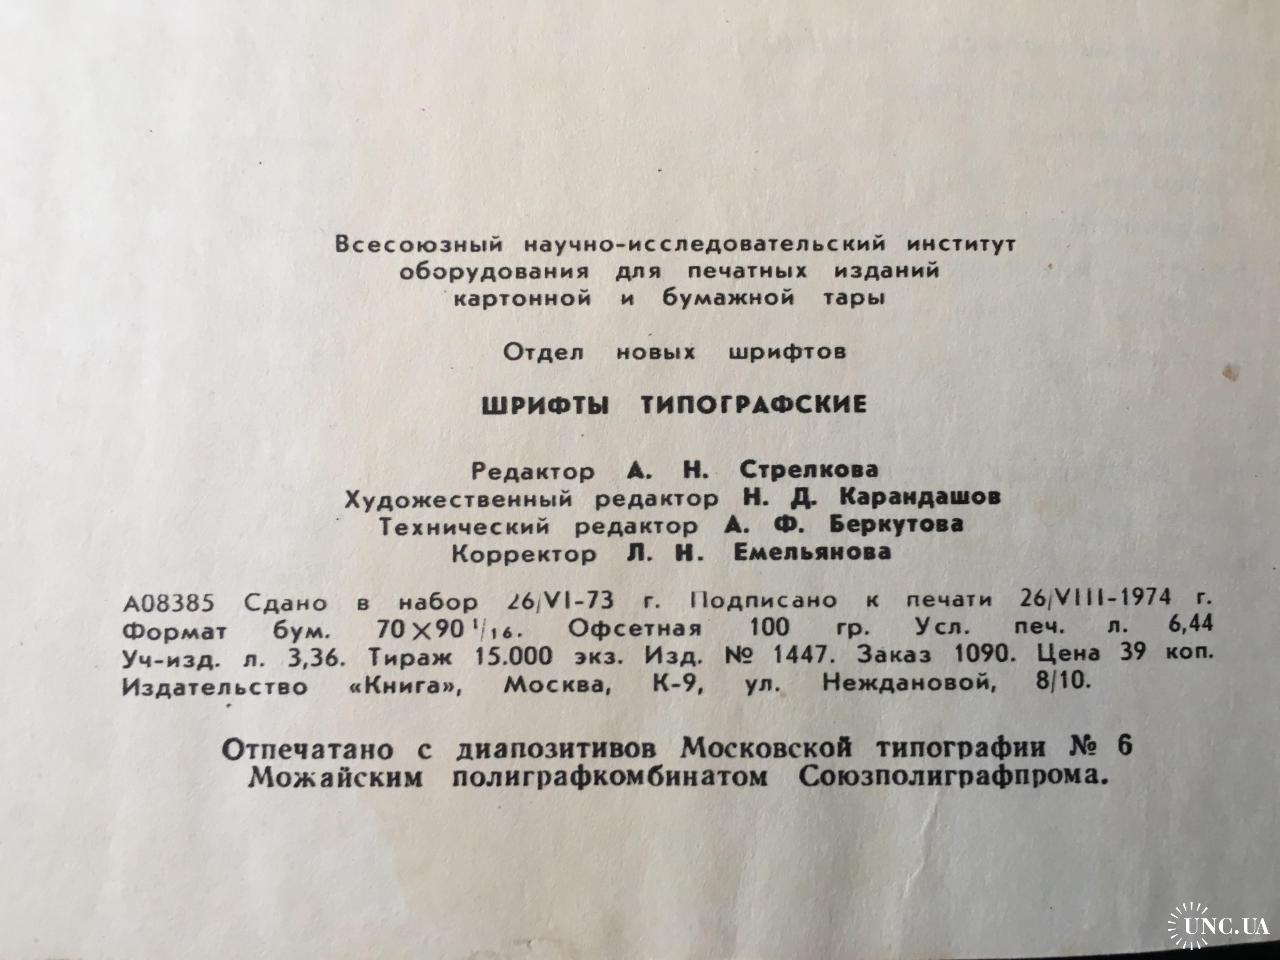 Всесоюзный научно-исследовательский институт
оборудования для печатных изданий
картонной и бумажной тары
Отдел новых шрифтов
ШРИФТЫ ТИПОГРАФСКИЕ
Редактор А. Н. Стрелкова
Художественный редактор Н. Д. Карандашов
Технический редактор А. Ф. Беркутова
Корректор Л. Н. Емельянова
А08385 Сдано в набор 26/VI-73 г. Подписано к печати 26/VIII-1974 г.
Формат бум. 70×90 1/16. Офсетная 100 гр. Усл. печ. л. 6,44
Уч-изд. л. 3,36. Тираж 15.000 экз. Изд. № 1447. Заказ 1090. Цена 39 коп.
Издательство «Книга», Москва, К-9, ул. Неждановой, 8/10.
Отпечатано с диапозитивов Московской типографии № 6
Можайским полиграфкомбинатом Союзполиграфпрома.
UNC.UA